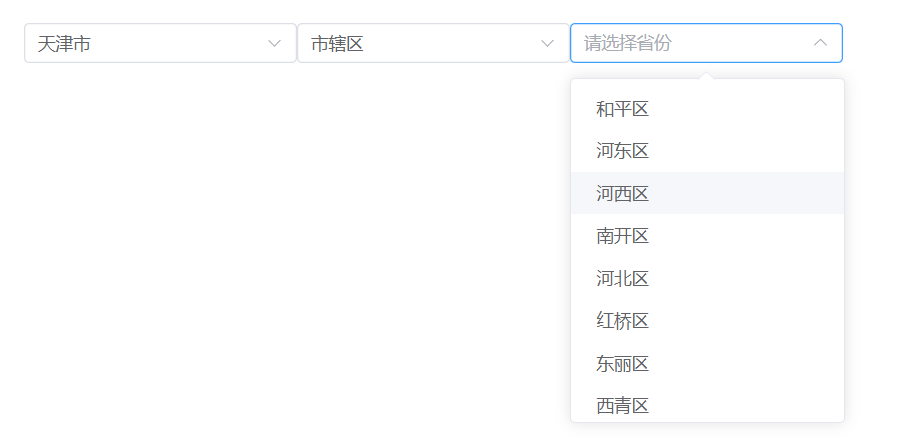 天津市
市辖区
请选择省份
和平区
河东区
河西区
南开区
河北区
红桥区
东丽区
西青区